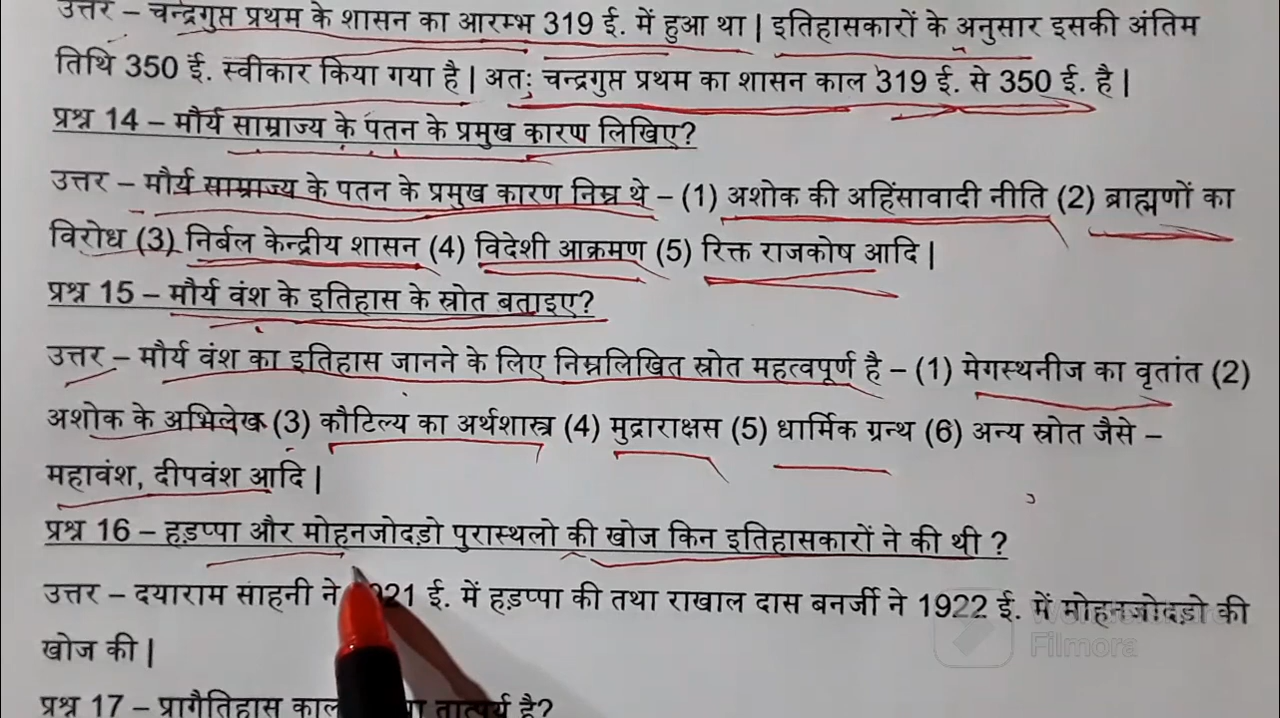 उत्तर – चन्द्रगुप्त प्रथम के शासन का आरम्भ 319 ई. में हुआ था | इतिहासकारों के अनुसार इसकी अंतिम
तिथि 350 ई. स्वीकार किया गया है | अतः चन्द्रगुप्त प्रथम का शासन काल 319 ई. से 350 ई. है |
प्रश्न 14 – मौर्य साम्राज्य के पतन के प्रमुख कारण लिखिए?
उत्तर – मौर्य साम्राज्य के पतन के प्रमुख कारण निम्न थे – (1) अशोक की अहिंसावादी नीति (2) ब्राह्मणों का
विरोध (3) निर्बल केन्द्रीय शासन (4) विदेशी आक्रमण (5) रिक्त राजकोष आदि |
प्रश्न 15 – मौर्य वंश के इतिहास के स्रोत बताइए?
उत्तर – मौर्य वंश का इतिहास जानने के लिए निम्नलिखित स्रोत महत्वपूर्ण है – (1) मेगस्थनीज का वृतांत (2)
अशोक के अभिलेख (3) कौटिल्य का अर्थशास्त्र (4) मुद्राराक्षस (5) धार्मिक ग्रन्थ (6) अन्य स्रोत जैसे –
महावंश, दीपवंश आदि |
प्रश्न 16 – हड़प्पा और मोहनजोदड़ो पुरास्थलो की खोज किन इतिहासकारों ने की थी ?
उत्तर – दयाराम साहनी ने 1921 ई. में हड़प्पा की तथा राखाल दास बनर्जी ने 1922 ई. में मोहनजोदड़ो की
खोज की |
प्रश्न 17 – प्रागैतिहास काल तात्पर्य है?
Filmora